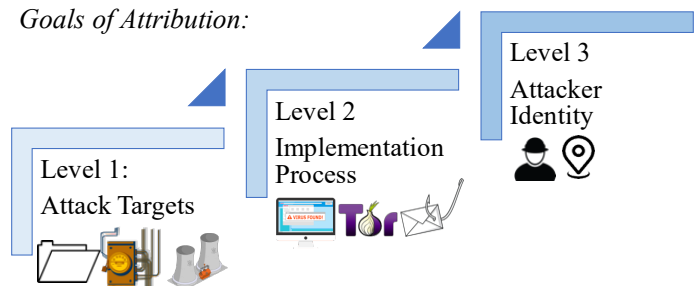 Goals of Attribution:
Level 1:
Attack Targets
Level 2
Implementation
Process
VIRUS FOUND!
Tor
Level 3
Attacker
Identity